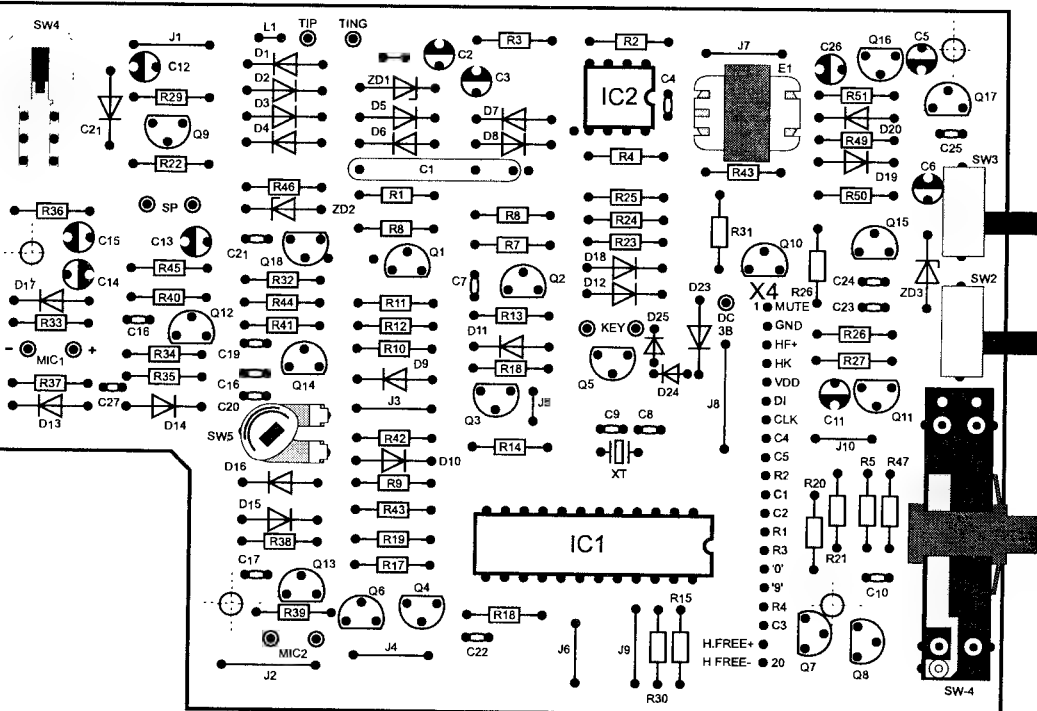 SW4
J1
C12
R29
C21
Q9
R22
R36
SP
C15
C13
R45
C14
D17
R40
R33
C16
Q12
- MIC1 +
R34
R35
R37
C27
D13
D14
L1
TIP
TING
D1
D2
D3
D4
ZD1
D5
D6
C2
C3
R3
D7
D8
C1
R46
ZD2
C21
Q18
R32
R44
R41
C19
Q14
C16
C20
SW5
D16
D15
R38
C17
Q13
R39
MIC2
J2
R1
R8
Q1
R11
R12
R10
D9
J3
R42
D10
R9
R43
R19
R17
Q6
Q4
J4
R8
R7
C7
Q2
R13
D11
R18
Q3
R14
R18
C22
R2
IC2
C4
R4
R25
R24
R23
D18
D12
KEY
D25
D23
Q5
D24
C9
C8
XT
J8
IC1
J6
J9
R15
R30
J7
E1
R43
R31
Q10
DC
3B
X4
1 MUTE
GND
HF+
HK
VDD
DI
CLK
C4
C5
R2
C1
C2
R1
R3
'0'
'9'
R4
C3
H.FREE+
H FREE- 20
C26
Q16
C5
R51
Q17
D20
R49
C25
D19
SW3
C6
R50
Q15
R26
C24
C23
ZD3
SW2
R26
R27
C11
Q11
J10
R20
R5
R47
R21
C10
Q7
Q8
SW-4